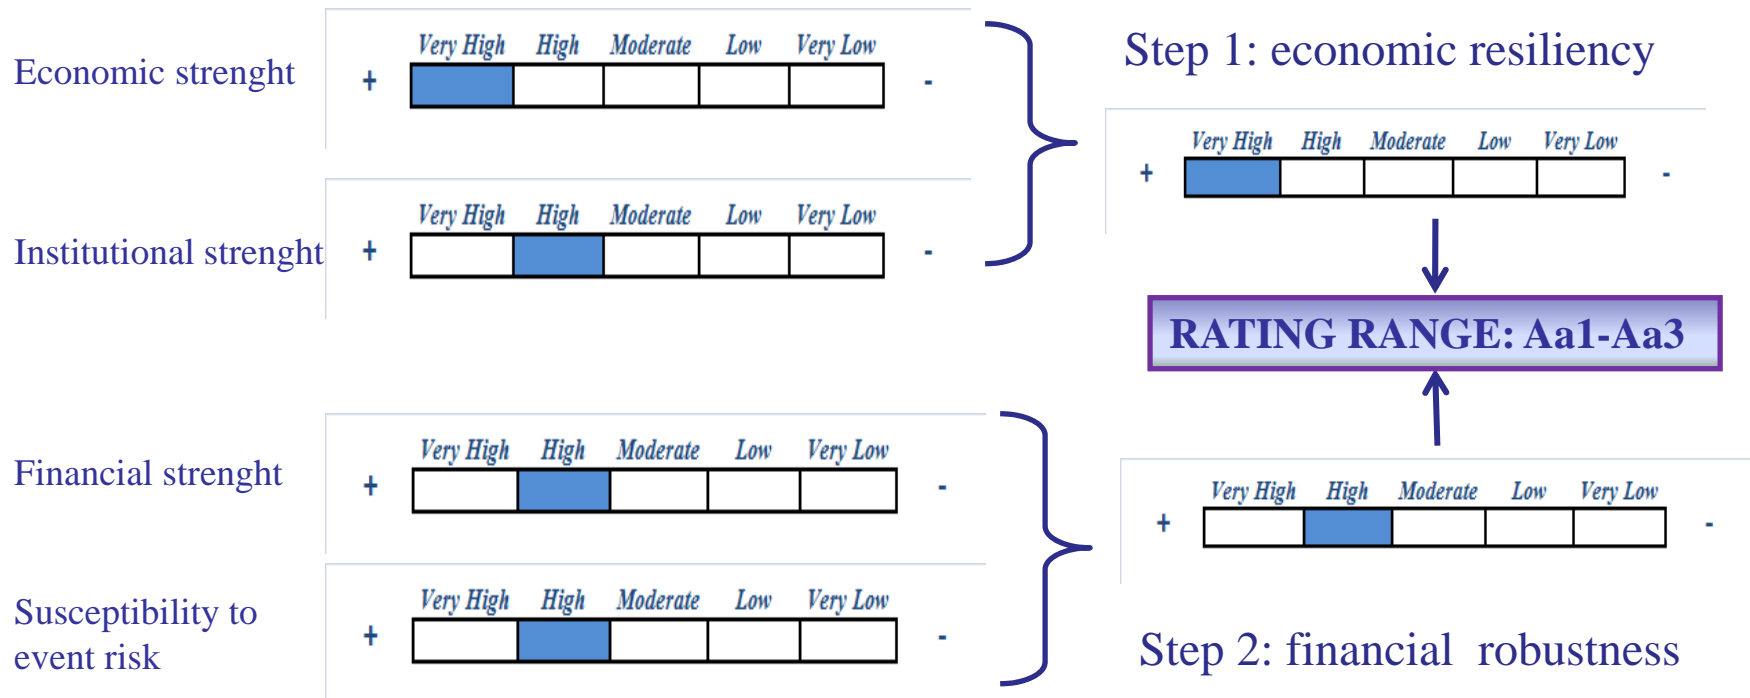 Economic strenght
Very High High Moderate Low Very Low
+ -
Institutional strenght
Very High High Moderate Low Very Low
+ -
Step 1: economic resiliency
Very High High Moderate Low Very Low
+ -
RATING RANGE: Aa1-Aa3
Financial strenght
Very High High Moderate Low Very Low
+ -
Susceptibility to
event risk
Very High High Moderate Low Very Low
+ -
Very High High Moderate Low Very Low
+ -
Step 2: financial robustness